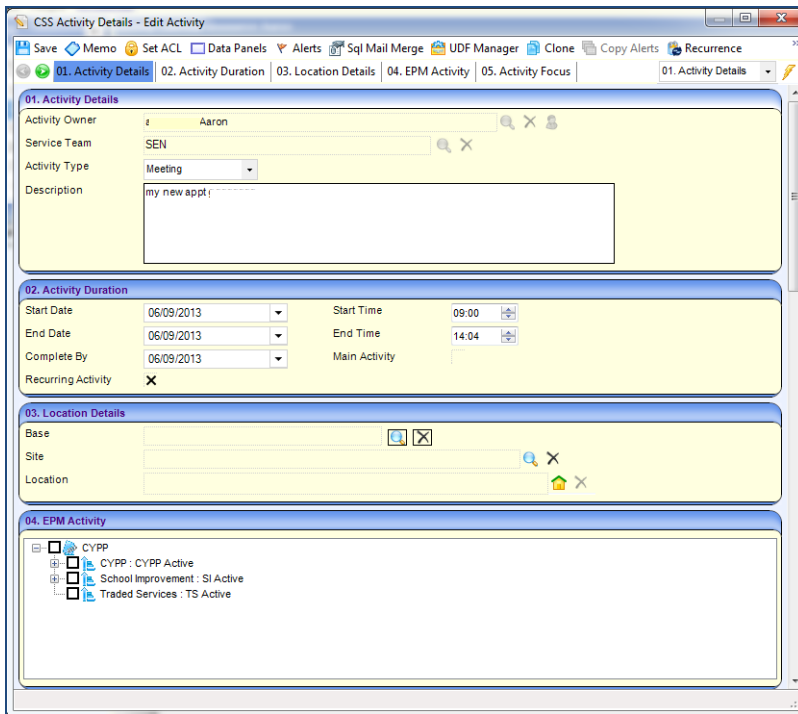 CSS Activity Details - Edit Activity
Save Memo Set ACL Data Panels Alerts Sql Mail Merge UDF Manager Clone Copy Alerts Recurrence »
01. Activity Details 02. Activity Duration 03. Location Details 04. EPM Activity 05. Activity Focus 01. Activity Details
01. Activity Details
Activity Owner Aaron
Service Team SEN
Activity Type Meeting
Description my new appt
02. Activity Duration
Start Date 06/09/2013 Start Time 09:00
End Date 06/09/2013 End Time 14:04
Complete By 06/09/2013 Main Activity
Recurring Activity
03. Location Details
Base
Site
Location
04. EPM Activity
CYPP
CYPP : CYPP Active
School Improvement : SI Active
Traded Services : TS Active